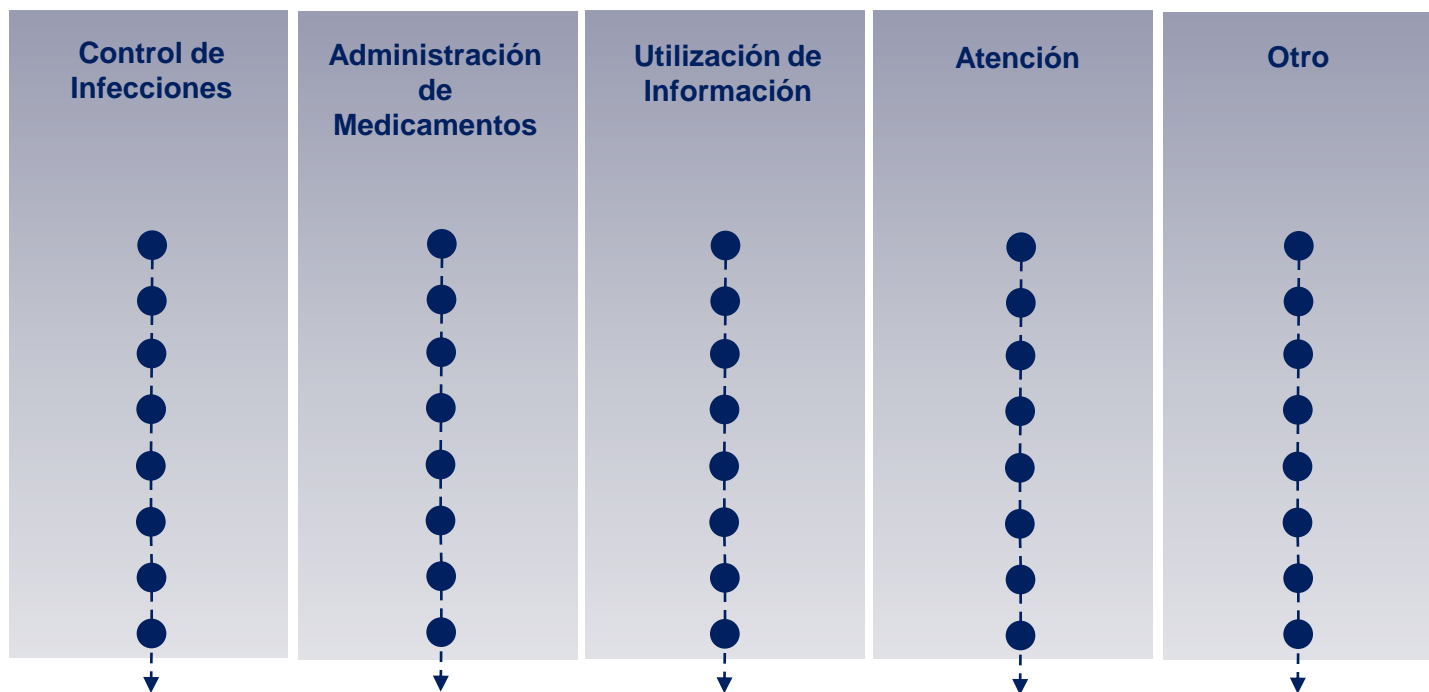 Control de
Infecciones
Administración
de
Medicamentos
Utilización de
Información
Atención
Otro